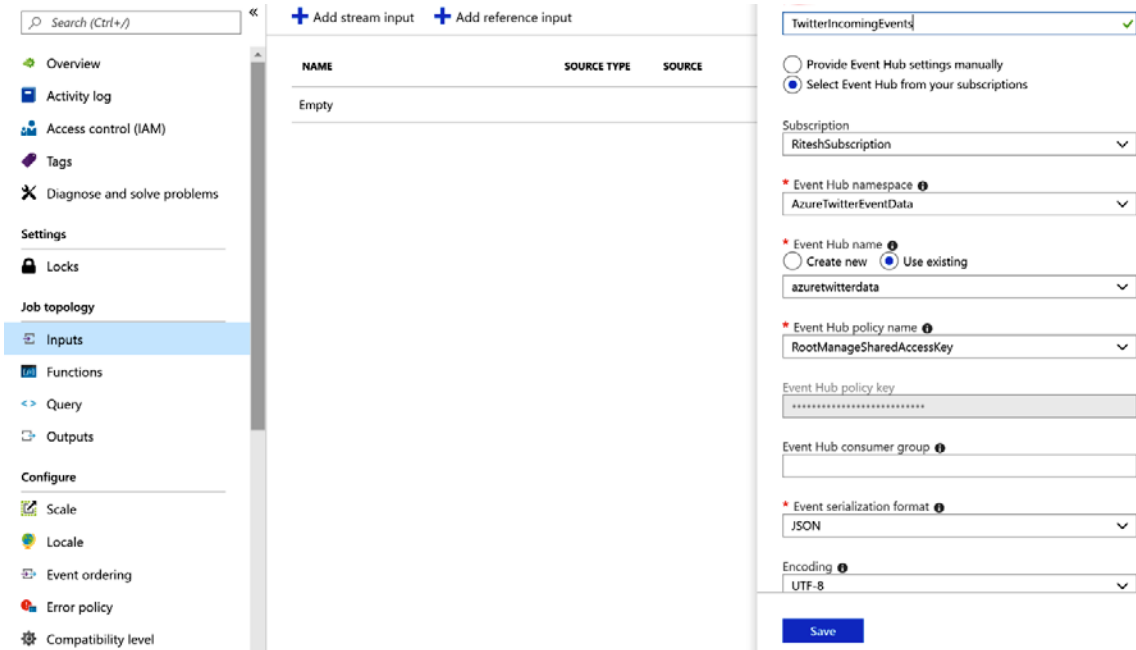 Search (Ctrl+/)
«
Overview
Activity log
Access control (IAM)
Tags
Diagnose and solve problems
Settings
Locks
Job topology
Inputs
Functions
Query
Outputs
Configure
Scale
Locale
Event ordering
Error policy
Compatibility level
+ Add stream input + Add reference input
NAME SOURCE TYPE SOURCE
Empty
TwitterIncomingEvents
Provide Event Hub settings manually
Select Event Hub from your subscriptions
Subscription
RiteshSubscription
* Event Hub namespace
AzureTwitterEventData
* Event Hub name
Create new Use existing
azuretwitterdata
* Event Hub policy name
RootManageSharedAccessKey
Event Hub policy key
Event Hub consumer group
* Event serialization format
JSON
Encoding
UTF-8
Save